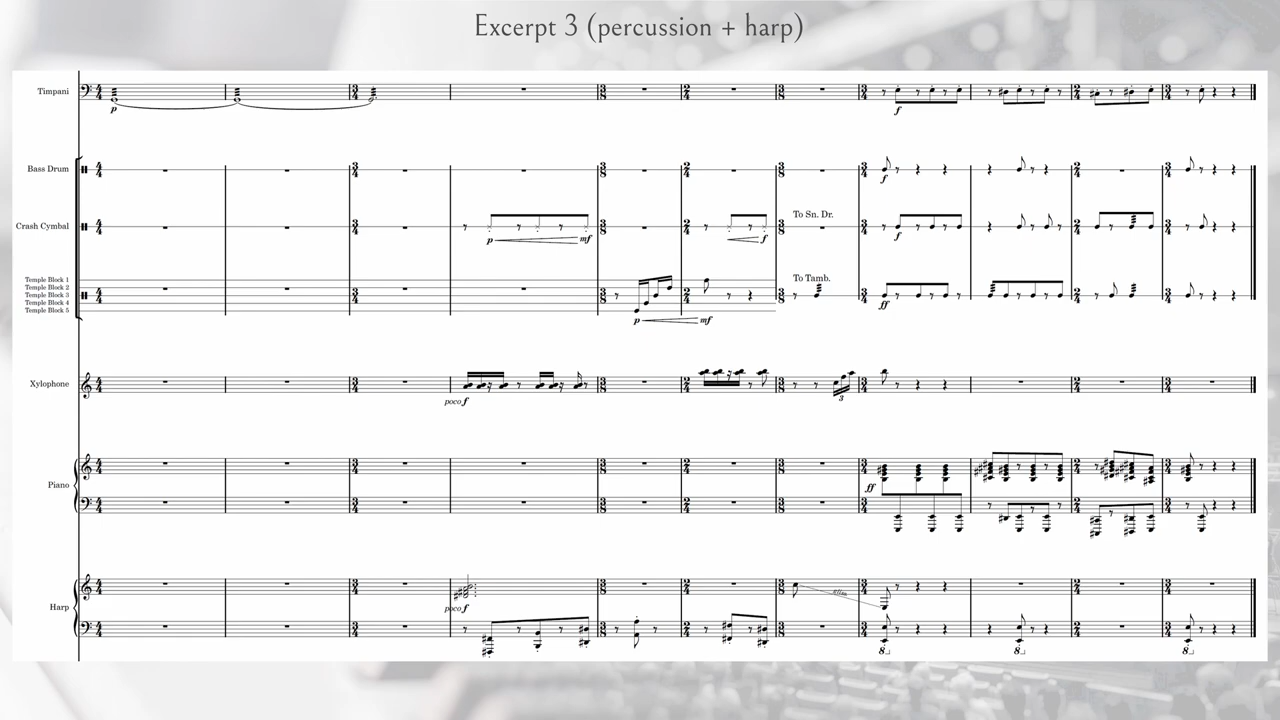 Excerpt 3 (percussion + harp)
Timpani
p
f
Bass Drum
f
Crash Cymbal
p
mf
f
To Sn. Dr.
f
Temple Block 1
Temple Block 2
Temple Block 3
Temple Block 4
Temple Block 5
p
mf
To Tamb.
ff
Xylophone
poco f
3
Piano
ff
Harp
poco f
gliss
8
8
8